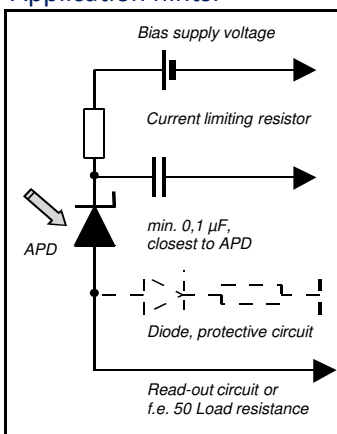 Application hints:
Bias supply voltage
Current limiting resistor
min. 0,1 µF,
closest to APD
APD
Diode, protective circuit
Read-out circuit or
f.e. 50 Load resistance